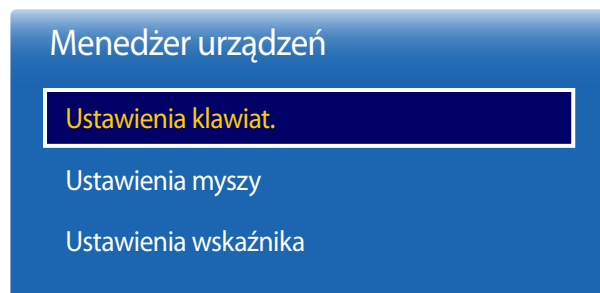 Menedżer urządzeń
Ustawienia klawiat.
Ustawienia myszy
Ustawienia wskaźnika